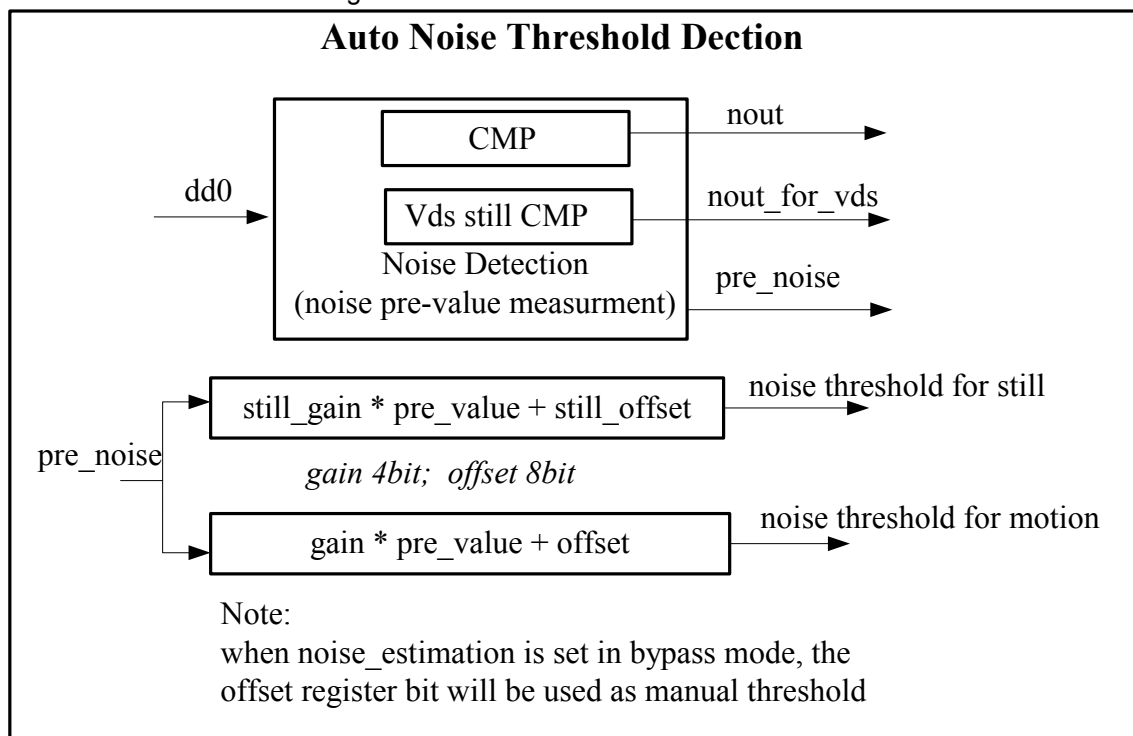 Auto Noise Threshold Dection
CMP
nout
dd0
Vds still CMP
nout_for_vds
Noise Detection
(noise pre-value measurment)
pre_noise
still_gain * pre_value + still_offset
noise threshold for still
pre_noise
gain 4bit; offset 8bit
gain * pre_value + offset
noise threshold for motion
Note:
when noise_estimation is set in bypass mode, the
offset register bit will be used as manual threshold